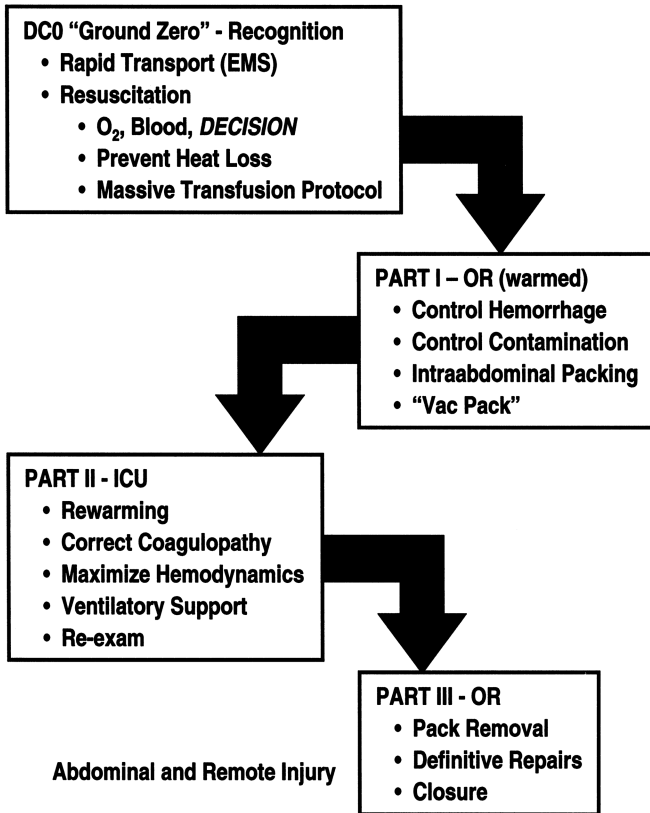 DC0 “Ground Zero” - Recognition
• Rapid Transport (EMS)
• Resuscitation
• O₂, Blood, DECISION
• Prevent Heat Loss
• Massive Transfusion Protocol
PART I – OR (warmed)
• Control Hemorrhage
• Control Contamination
• Intraabdominal Packing
• “Vac Pack”
PART II - ICU
• Rewarming
• Correct Coagulopathy
• Maximize Hemodynamics
• Ventilatory Support
• Re-exam
PART III - OR
• Pack Removal
• Definitive Repairs
• Closure
Abdominal and Remote Injury